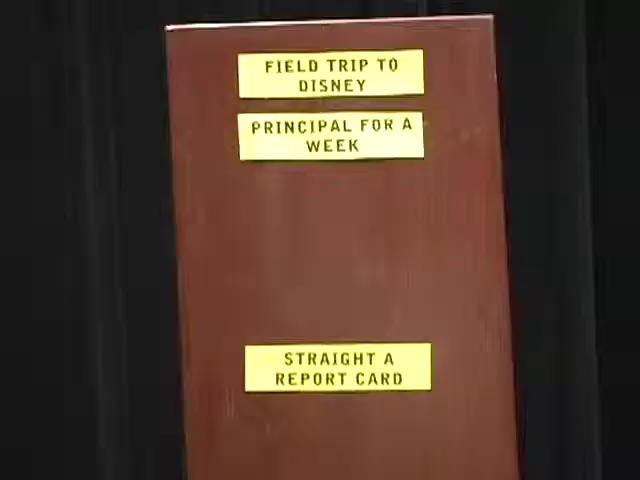 FIELD TRIP TO
DISNEY
PRINCIPAL FOR A
WEEK
STRAIGHT A
REPORT CARD